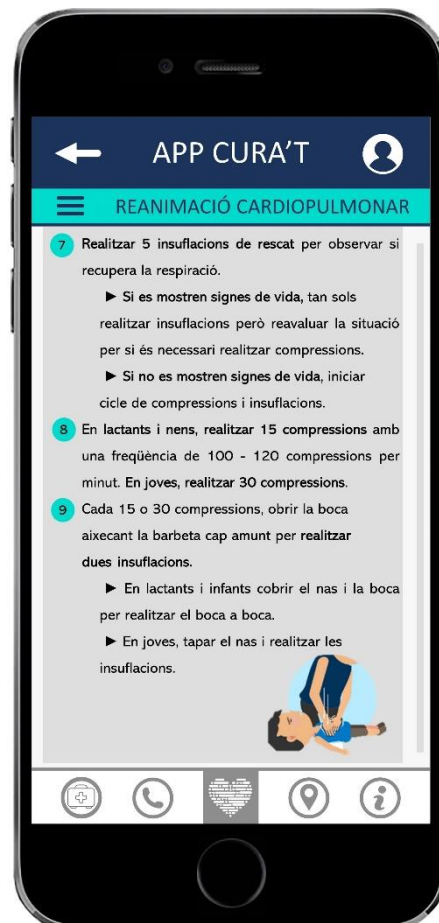 APP CURA'T
REANIMACIÓ CARDIOPULMONAR
7 Realitzar 5 insuflacions de rescat per observar si
recupera la respiració.
► Si es mostren signes de vida, tan sols
realitzar insuflacions però reavaluar la situació
per si és necessari realitzar compressions.
► Si no es mostren signes de vida, iniciar
cicle de compressions i insuflacions.
8 En lactants i nens, realitzar 15 compressions amb
una freqüència de 100 - 120 compressions per
minut. En joves, realitzar 30 compressions.
9 Cada 15 o 30 compressions, obrir la boca
aixecant la barbeta cap amunt per realitzar
dues insuflacions.
► En lactants i infants cobrir el nas i la boca
per realitzar el boca a boca.
► En joves, tapar el nas i realitzar les
insuflacions.